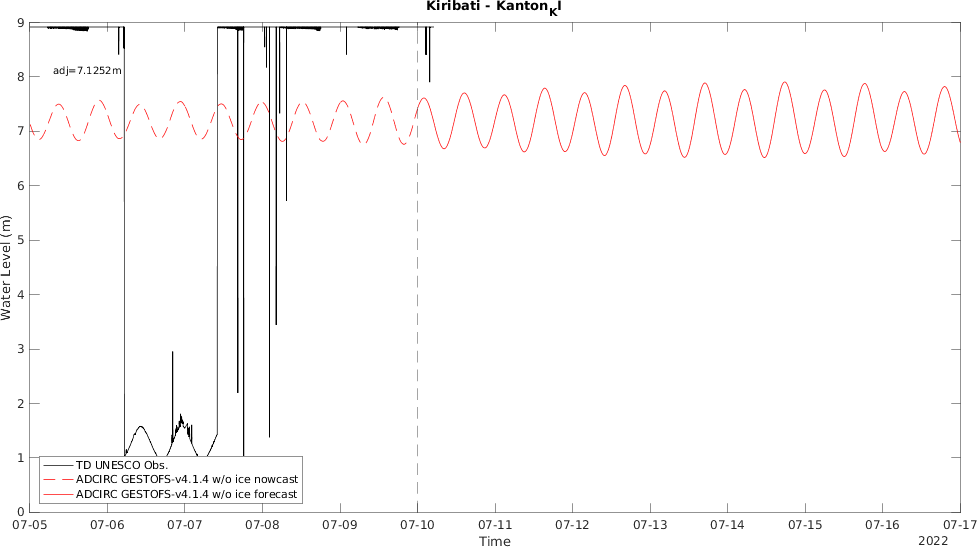 Kiribati - KantonKI
9
8
7
6
5
4
3
2
1
0
Water Level (m)
adj=7.1252m
TD UNESCO Obs.
ADCIRC GESTOFS-v4.1.4 w/o ice nowcast
ADCIRC GESTOFS-v4.1.4 w/o ice forecast
07-05 07-06 07-07 07-08 07-09 07-10 07-11 07-12 07-13 07-14 07-15 07-16 07-17
Time
2022